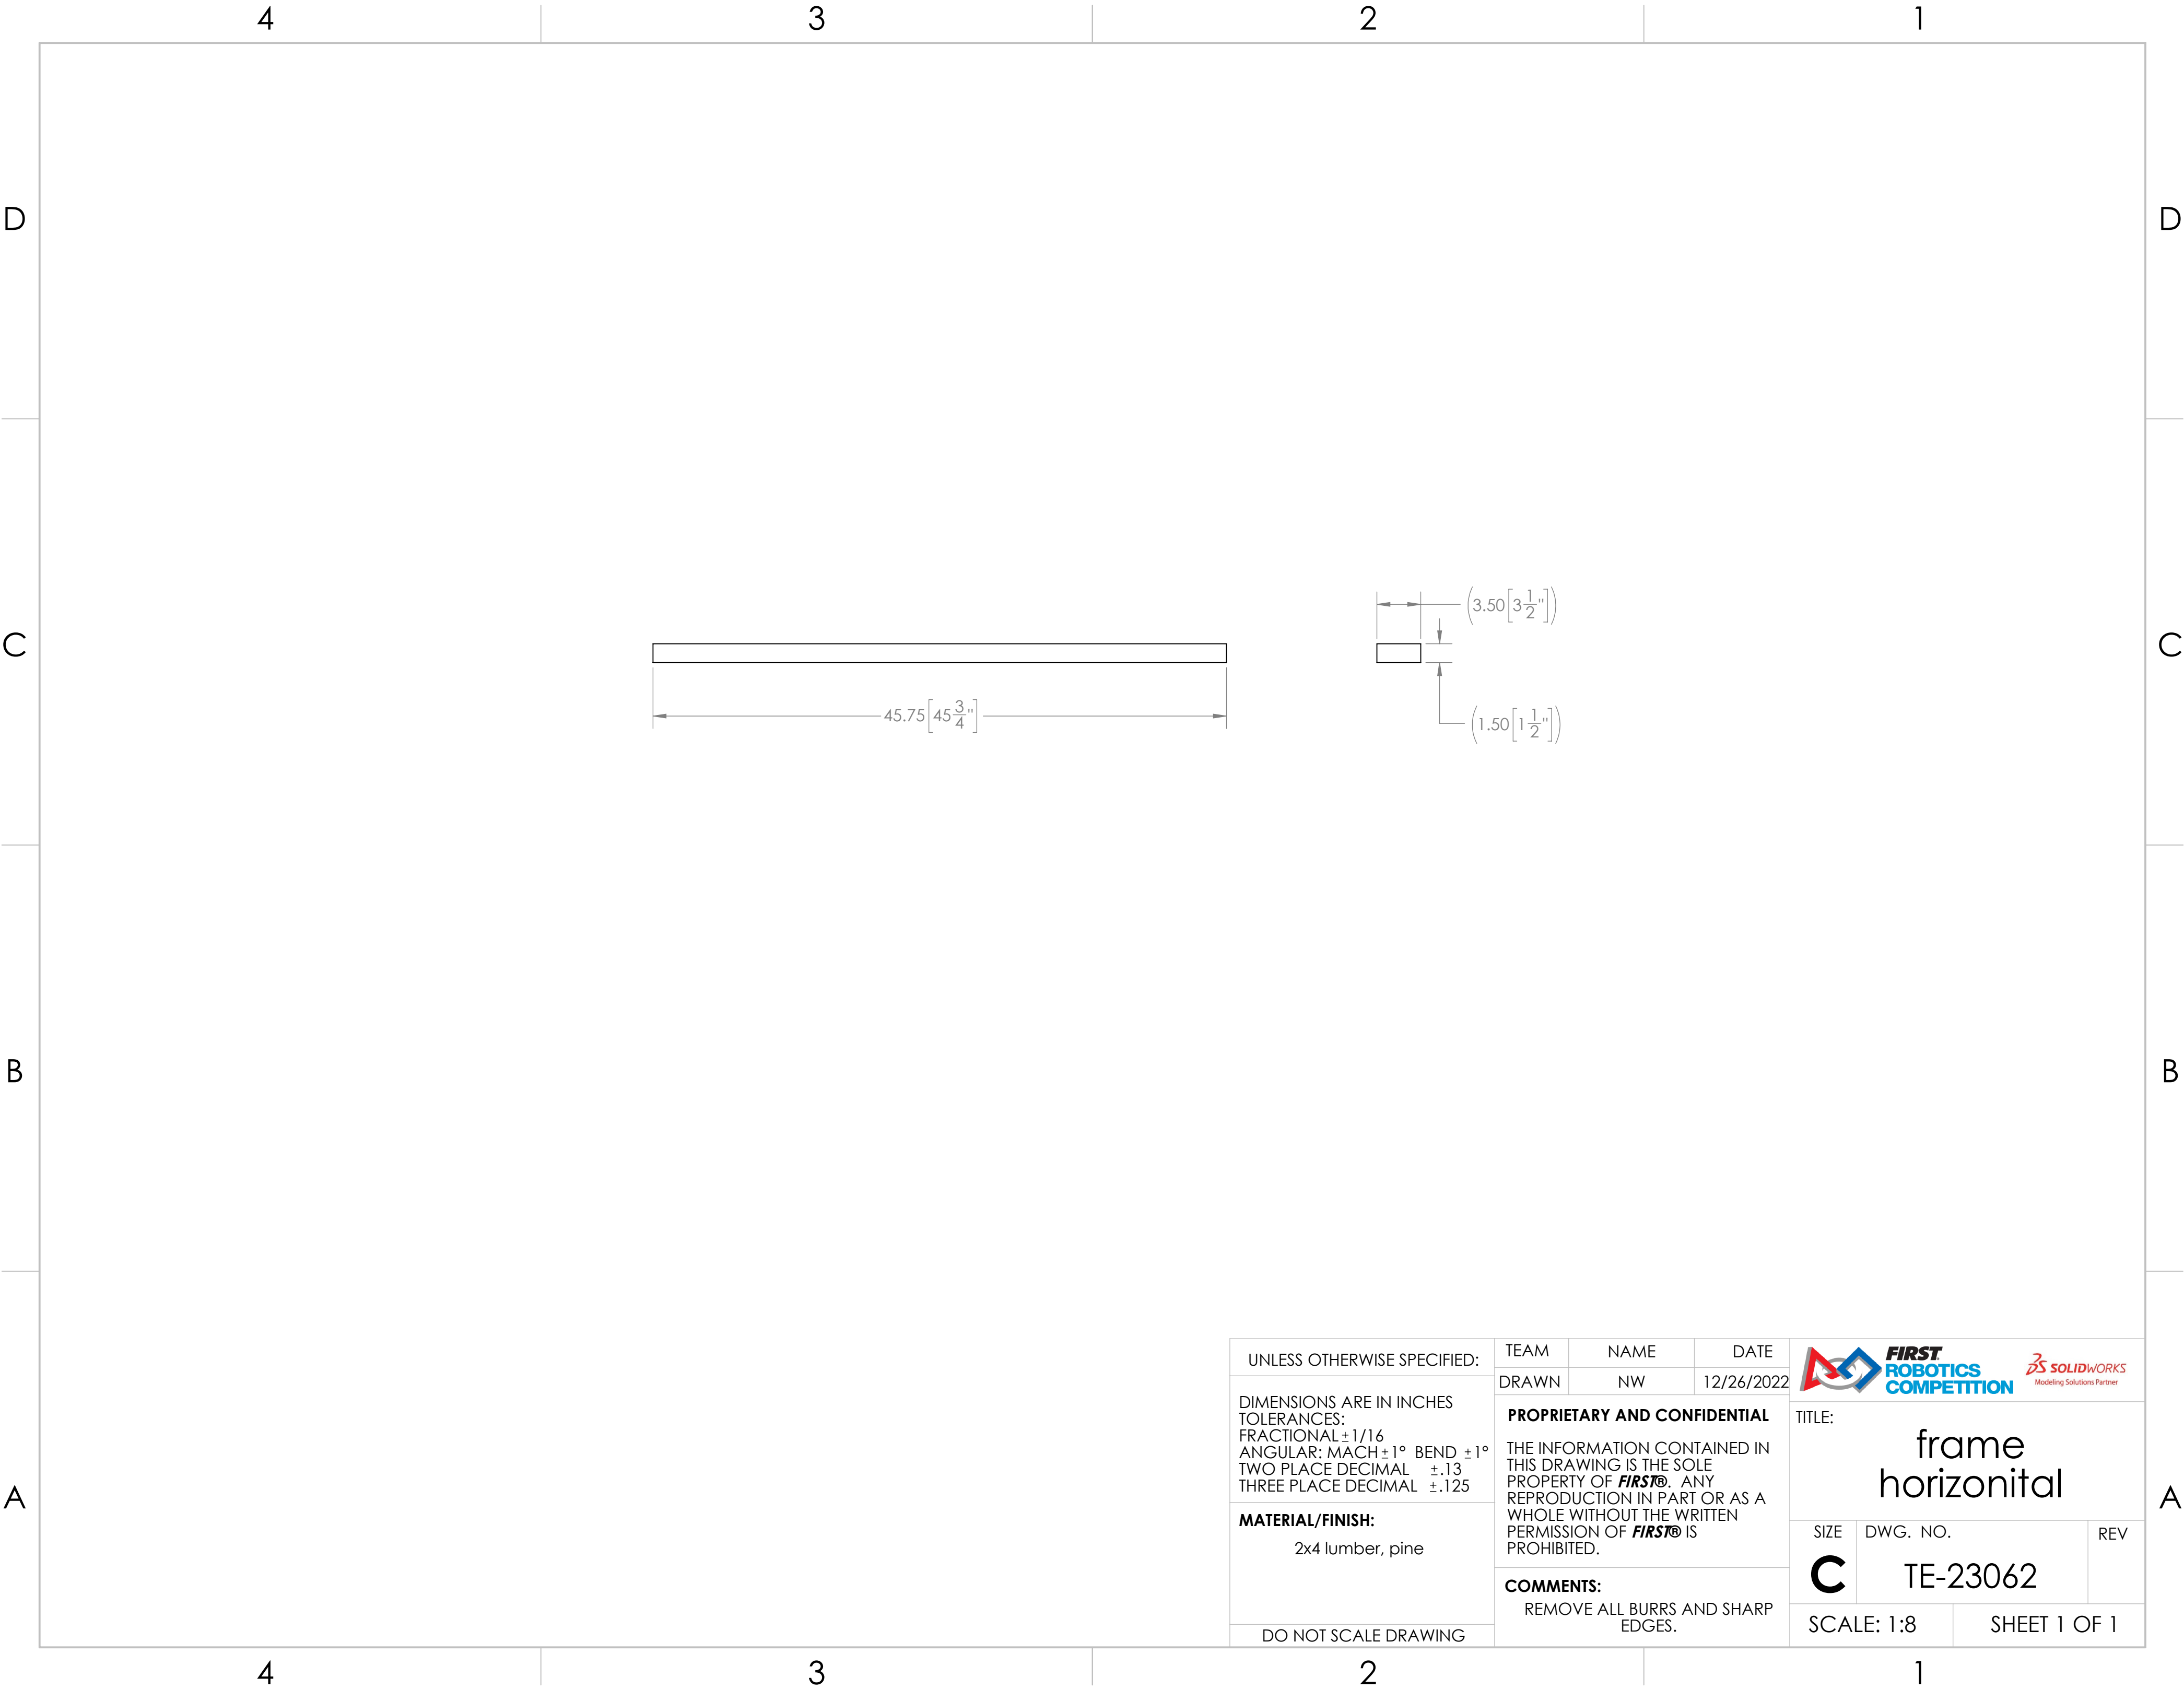 4 3 2 1
D D
(3.50[3 1/2"])
C C
45.75[45 3/4"]
(1.50[1 1/2"])
B B
UNLESS OTHERWISE SPECIFIED:
DIMENSIONS ARE IN INCHES
TOLERANCES:
FRACTIONAL ±1/16
ANGULAR: MACH ±1° BEND ±1°
TWO PLACE DECIMAL ±.13
THREE PLACE DECIMAL ±.125
MATERIAL/FINISH:
2x4 lumber, pine
DO NOT SCALE DRAWING
TEAM NAME DATE
DRAWN NW 12/26/2022
PROPRIETARY AND CONFIDENTIAL
THE INFORMATION CONTAINED IN
THIS DRAWING IS THE SOLE
PROPERTY OF FIRST®. ANY
REPRODUCTION IN PART OR AS A
WHOLE WITHOUT THE WRITTEN
PERMISSION OF FIRST® IS
PROHIBITED.
COMMENTS:
REMOVE ALL BURRS AND SHARP
EDGES.
FIRST
ROBOTICS
COMPETITION
SOLIDWORKS
Modeling Solutions Partner
TITLE:
frame
horizonital
SIZE DWG. NO. REV
C TE-23062
SCALE: 1:8 SHEET 1 OF 1
A A
4 3 2 1